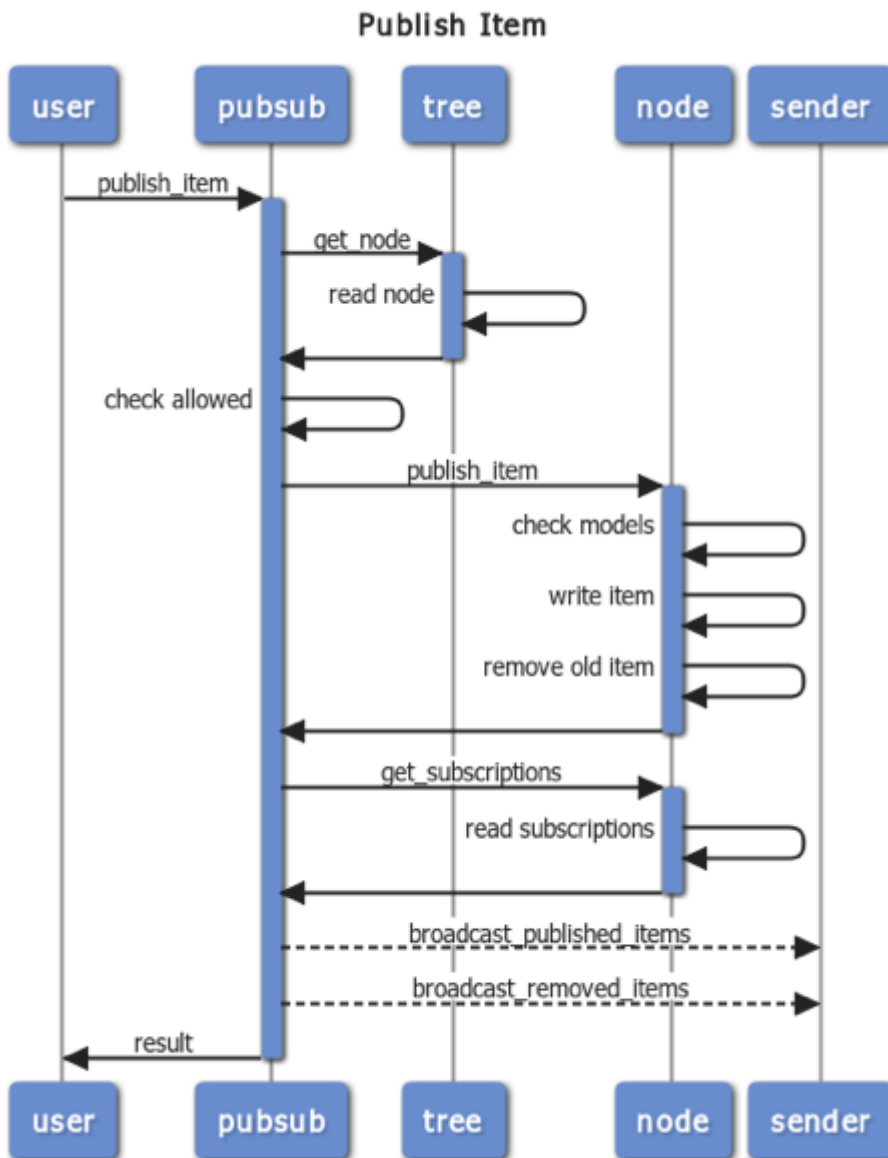 Publish Item
user pubsub tree node sender
publish_item
get_node
read node
check allowed
publish_item
check models
write item
remove old item
get_subscriptions
read subscriptions
broadcast_published_items
broadcast_removed_items
result
user pubsub tree node sender